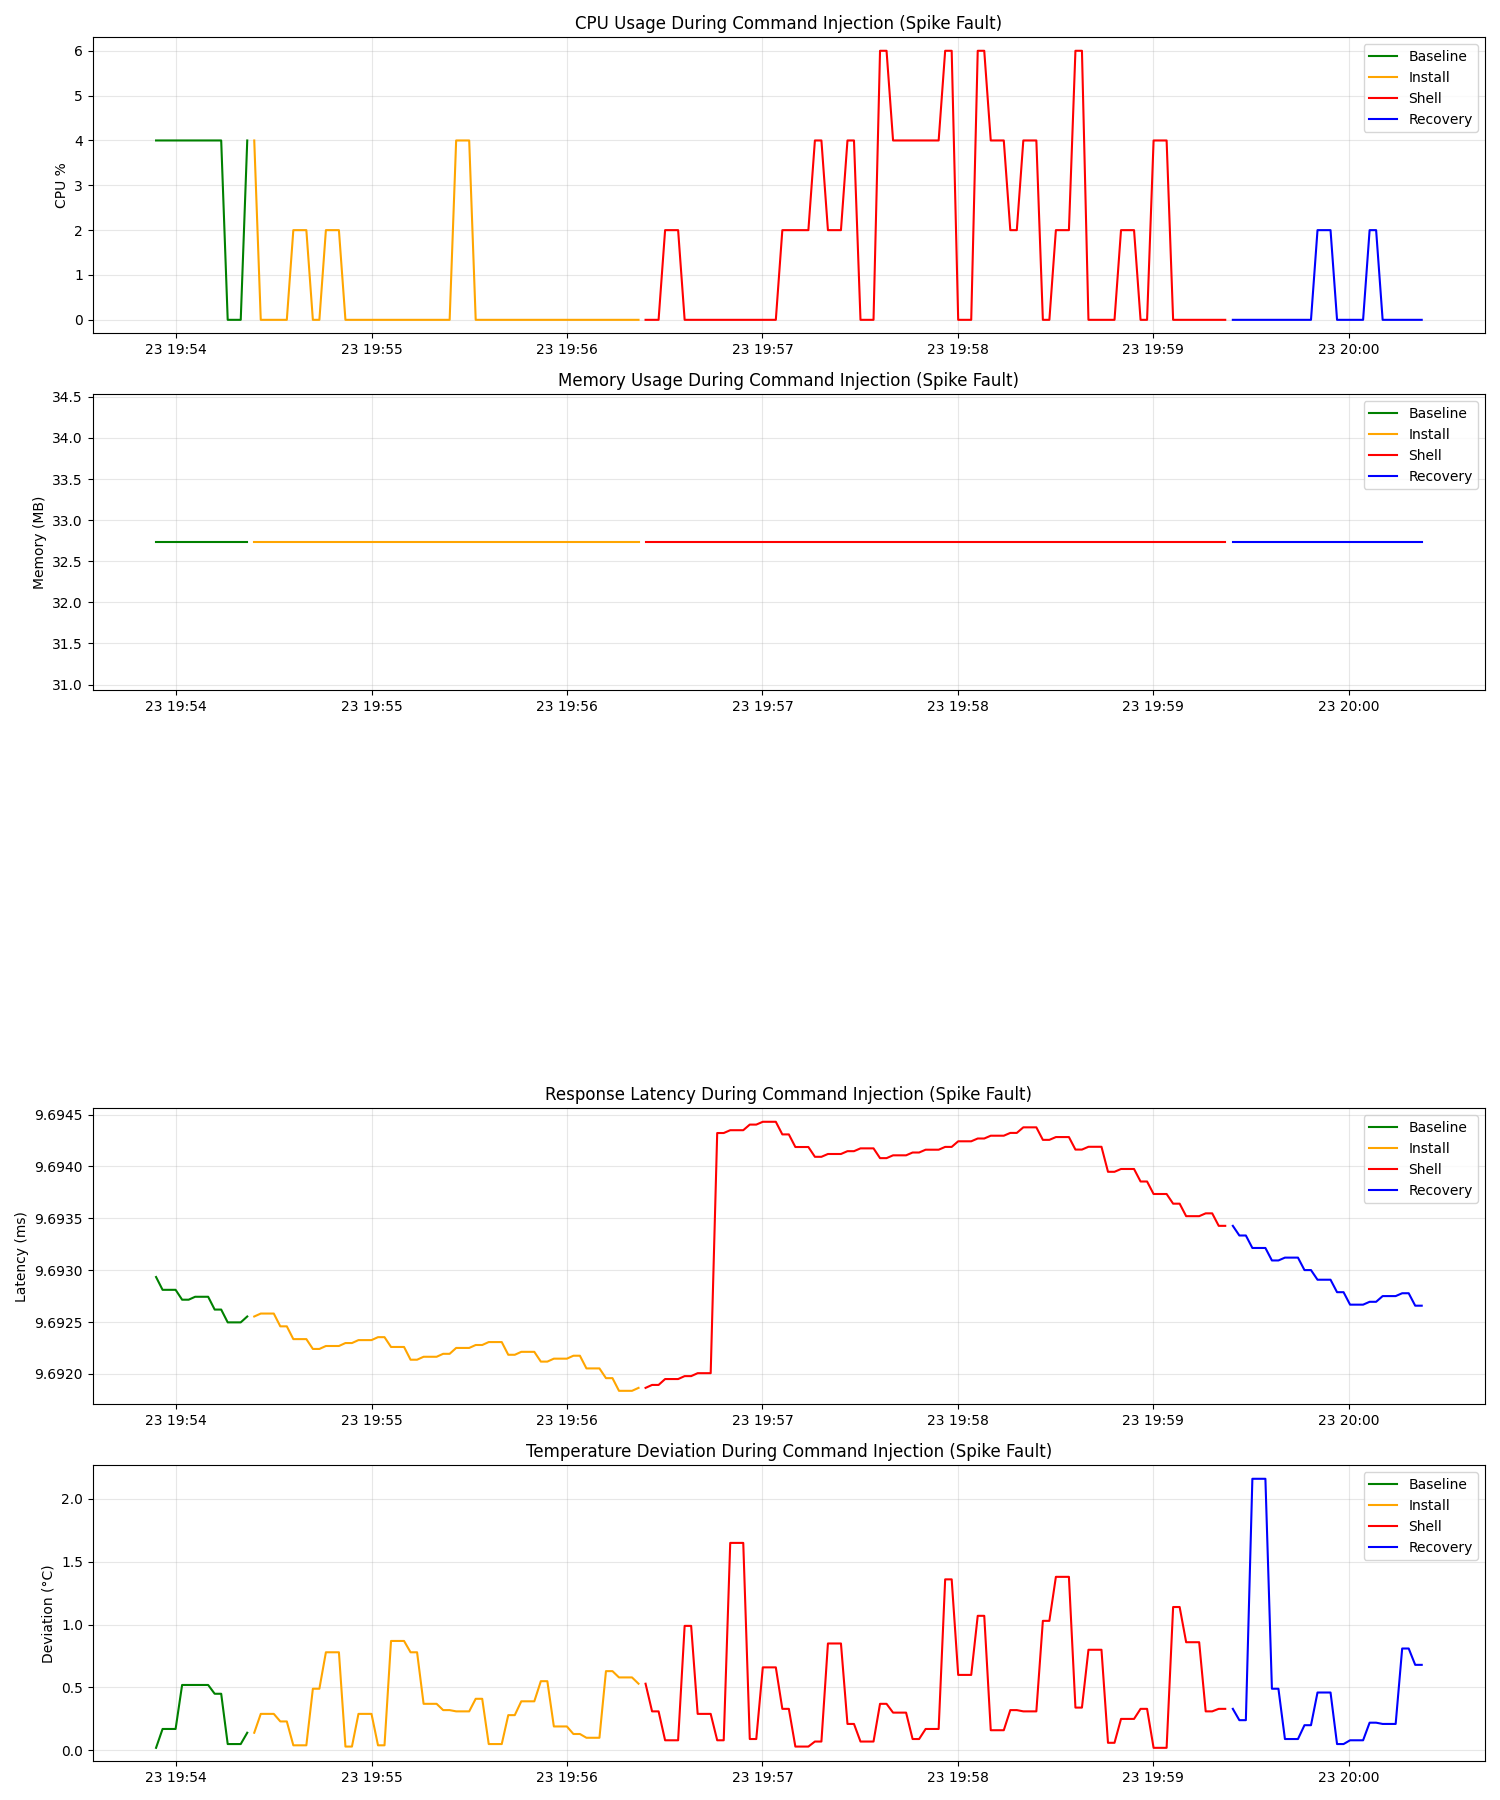 CPU Usage During Command Injection (Spike Fault)
CPU %
6
5
4
3
2
1
0
Baseline
Install
Shell
Recovery
23 19:54
23 19:55
23 19:56
23 19:57
23 19:58
23 19:59
23 20:00
Memory Usage During Command Injection (Spike Fault)
Memory (MB)
34.5
34.0
33.5
33.0
32.5
32.0
31.5
31.0
Baseline
Install
Shell
Recovery
23 19:54
23 19:55
23 19:56
23 19:57
23 19:58
23 19:59
23 20:00
Response Latency During Command Injection (Spike Fault)
Latency (ms)
9.6945
9.6940
9.6935
9.6930
9.6925
9.6920
Baseline
Install
Shell
Recovery
23 19:54
23 19:55
23 19:56
23 19:57
23 19:58
23 19:59
23 20:00
Temperature Deviation During Command Injection (Spike Fault)
Deviation (°C)
2.0
1.5
1.0
0.5
0.0
Baseline
Install
Shell
Recovery
23 19:54
23 19:55
23 19:56
23 19:57
23 19:58
23 19:59
23 20:00